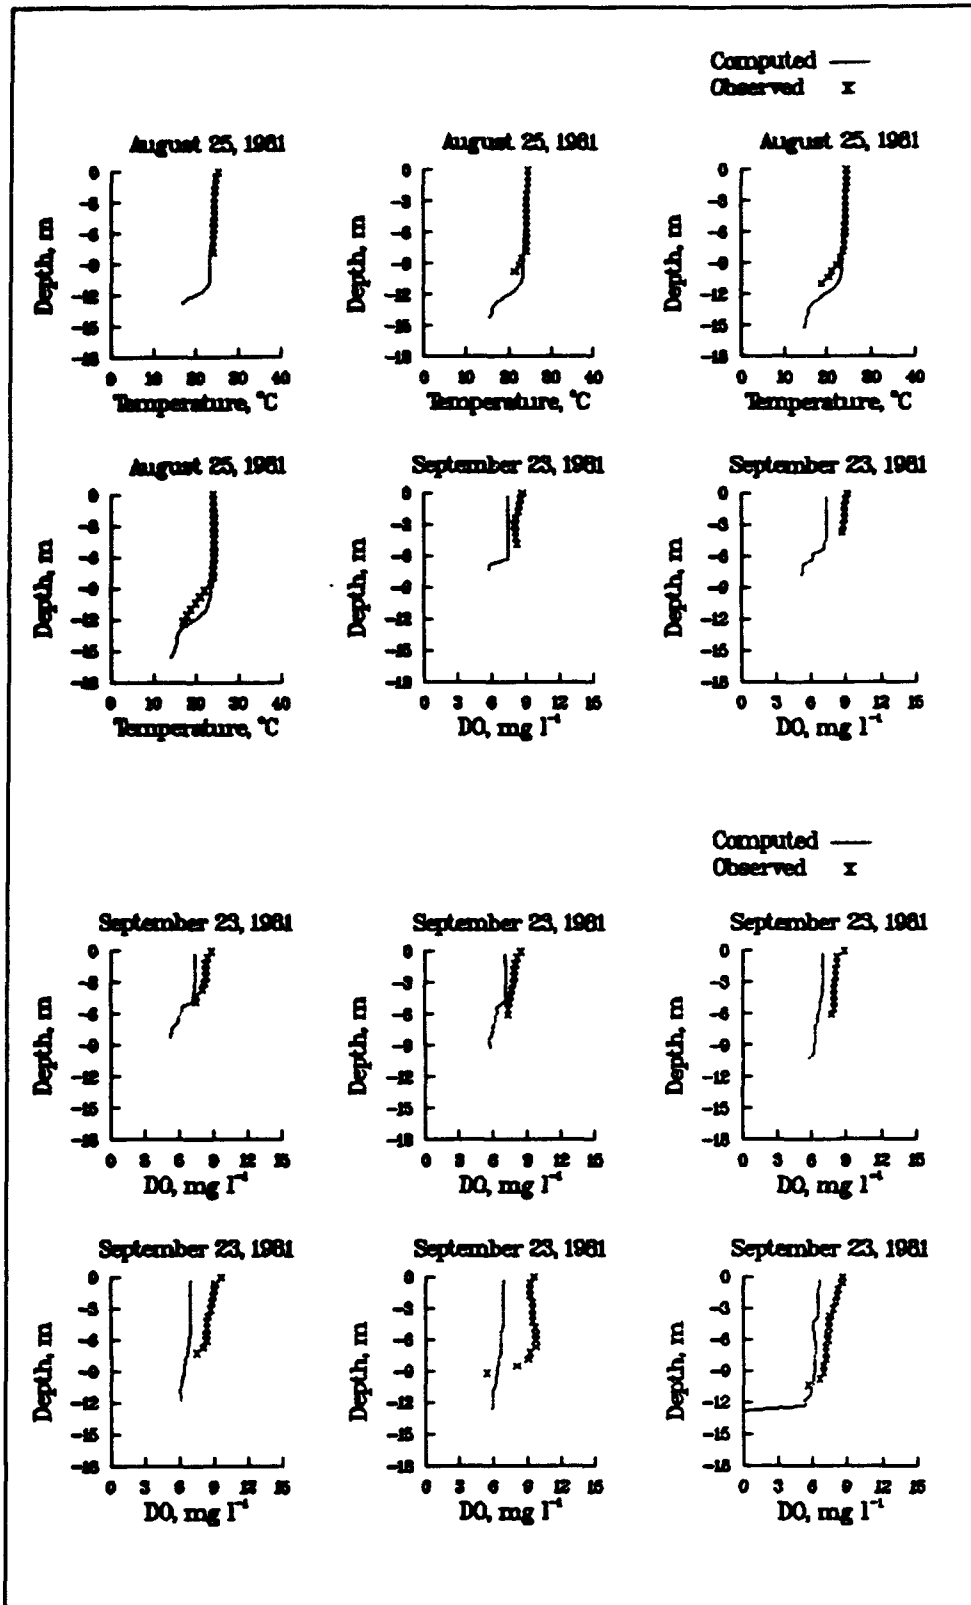 Computed
Observed x
August 25, 1981
August 25, 1981
August 25, 1981
Depth, m
0
-3
-6
-9
-12
-15
-18
Depth, m
0
-3
-6
-9
-12
-15
-18
Depth, m
0
-3
-6
-9
-12
-15
-18
0 10 20 30 40
0 10 20 30 40
0 10 20 30 40
Temperature, °C
Temperature, °C
Temperature, °C
August 25, 1981
September 23, 1981
September 23, 1981
Depth, m
0
-3
-6
-9
-12
-15
-18
Depth, m
0
-3
-6
-9
-12
-15
-18
Depth, m
0
-3
-6
-9
-12
-15
-18
0 10 20 30 40
0 3 6 9 12 15
0 3 6 9 12 15
Temperature, °C
DO, mg l⁻¹
DO, mg l⁻¹
Computed
Observed x
September 23, 1981
September 23, 1981
September 23, 1981
Depth, m
0
-3
-6
-9
-12
-15
-18
Depth, m
0
-3
-6
-9
-12
-15
-18
Depth, m
0
-3
-6
-9
-12
-15
-18
0 3 6 9 12 15
0 3 6 9 12 15
0 3 6 9 12 15
DO, mg l⁻¹
DO, mg l⁻¹
DO, mg l⁻¹
September 23, 1981
September 23, 1981
September 23, 1981
Depth, m
0
-3
-6
-9
-12
-15
-18
Depth, m
0
-3
-6
-9
-12
-15
-18
Depth, m
0
-3
-6
-9
-12
-15
-18
0 3 6 9 12 15
0 3 6 9 12 15
0 3 6 9 12 15
DO, mg l⁻¹
DO, mg l⁻¹
DO, mg l⁻¹